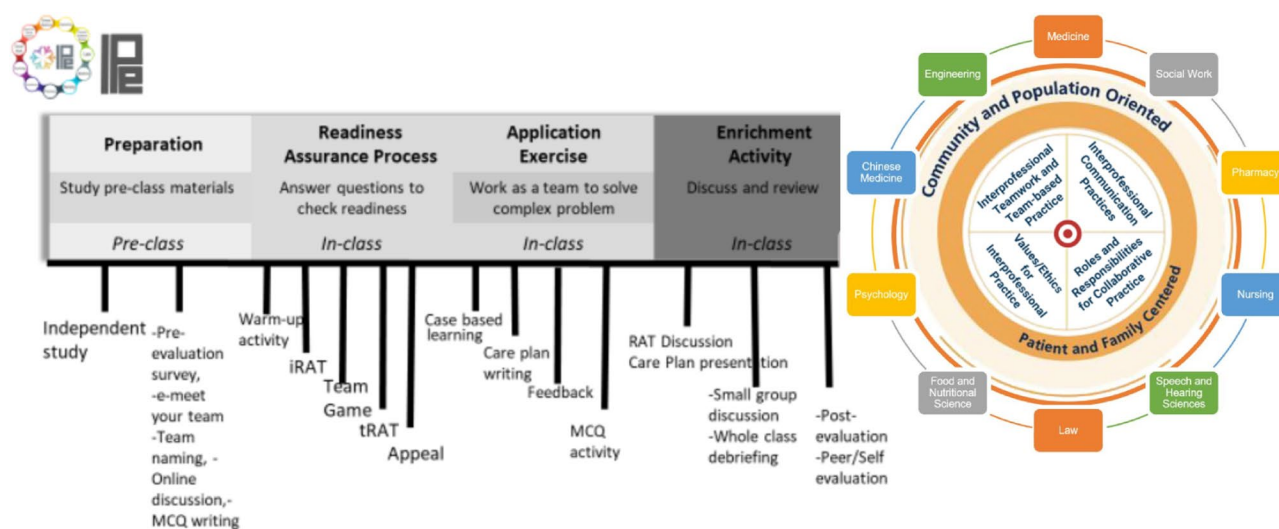 IPe
Preparation
Study pre-class materials
Pre-class
Readiness
Assurance Process
Answer questions to
check readiness
In-class
Application
Exercise
Work as a team to solve
complex problem
In-class
Enrichment
Activity
Discuss and review
In-class
Independent
study
-Pre-
evaluation
survey,
-e-meet
your team
-Team
naming, -
Online
discussion,-
MCQ writing
Warm-up
activity
iRAT
Team
Game
tRAT
Appeal
Case based
learning
Care plan
writing
Feedback
MCQ
activity
RAT Discussion
Care Plan presentation
-Small group
discussion
-Whole class
debriefing
-Post-
evaluation
-Peer/Self
evaluation
Medicine
Social Work
Pharmacy
Nursing
Speech and
Hearing
Sciences
Law
Food and
Nutritional
Science
Psychology
Chinese
Medicine
Engineering
Community and Population Oriented
Interprofessional
Teamwork and
Team-based
Practice
Interprofessional
Communication
Practices
Values/Ethics
for
Interprofessional
Practice
Roles and
Responsibilities
for Collaborative
Practice
Patient and Family Centered